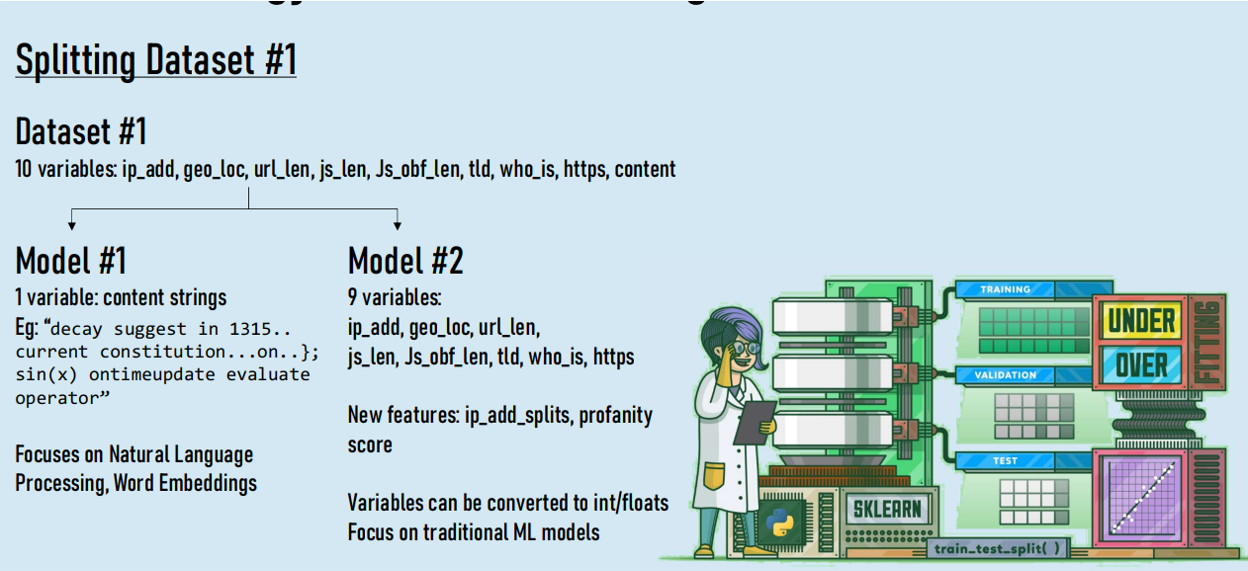 Splitting Dataset #1
Dataset #1
10 variables: ip_add, geo_loc, url_len, js_len, Js_obf_len, tld, who_is, https, content
Model #1
1 variable: content strings
Eg: “decay suggest in 1315..
current constitution...on..};
sin(x) ontimeupdate evaluate
operator”
Focuses on Natural Language
Processing, Word Embeddings
Model #2
9 variables:
ip_add, geo_loc, url_len,
js_len, Js_obf_len, tld, who_is, https
New features: ip_add_splits, profanity
score
Variables can be converted to int/floats
Focus on traditional ML models
TRAINING
UNDER
OVER
FITTING
VALIDATION
TEST
SKLEARN
train_test_split( )